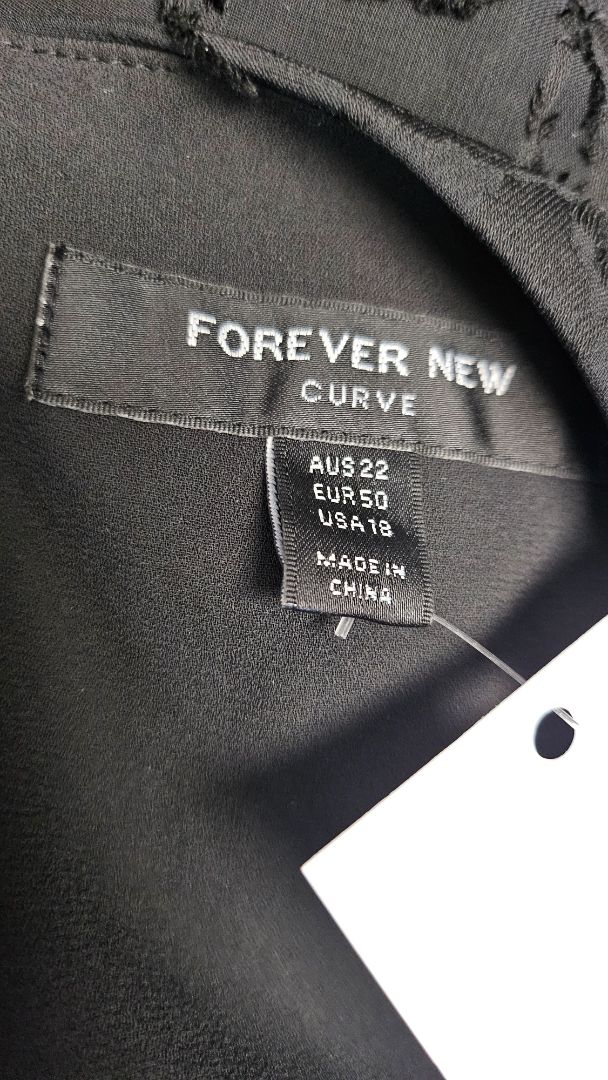 FOREVER NEW
CURVE
AUS 22
EUR 50
USA 18
MADE IN
CHINA